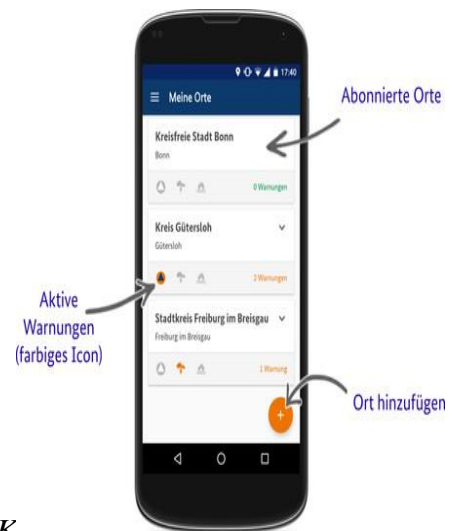 17:40
Meine Orte
Abonnierte Orte
Kreisfreie Stadt Bonn
Bonn
0 Warnungen
Kreis Gütersloh
Gütersloh
2 Warnungen
Aktive
Warnungen
(farbiges Icon)
Stadtkreis Freiburg im Breisgau
Freiburg im Breisgau
1 Warnung
Ort hinzufügen
K